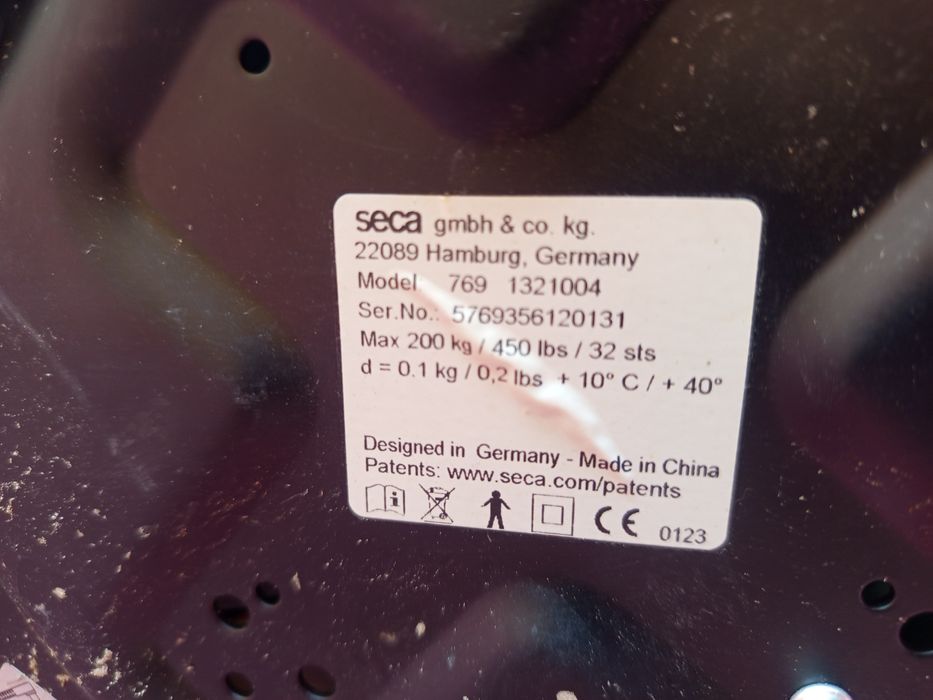 seca gmbh & co. kg.
22089 Hamburg, Germany
Model: 769 1321004
Ser.No.: 5769356120131
Max 200 kg / 450 lbs / 32 sts
d = 0.1 kg / 0,2 lbs + 10° C / + 40°
Designed in Germany - Made in China
Patents: www.seca.com/patents
CE 0123